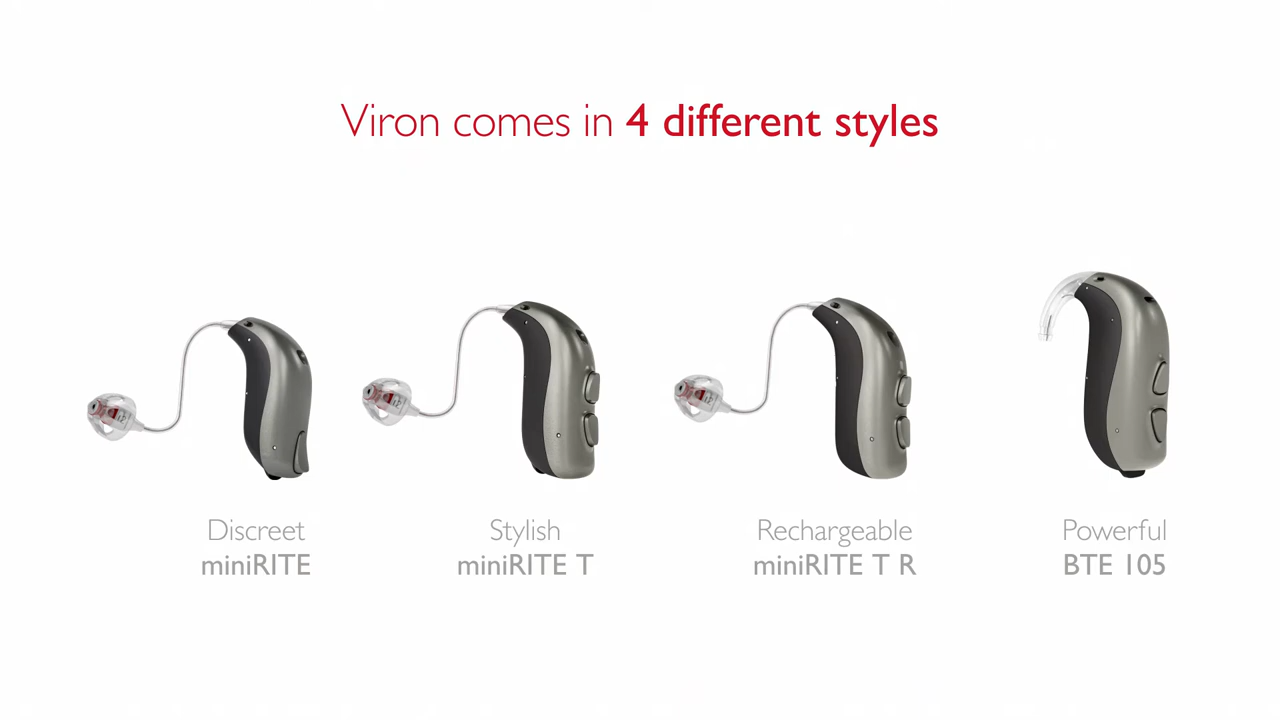 Viron comes in 4 different styles
Discreet
miniRITE
Stylish
miniRITE T
Rechargeable
miniRITE T R
Powerful
BTE 105